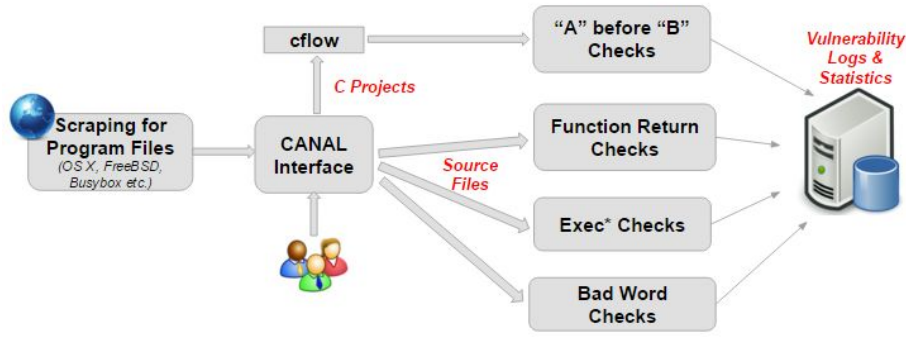 cflow
"A" before "B"
Checks
Vulnerability
Logs &
Statistics
C Projects
Scraping for
Program Files
(OS X, FreeBSD,
Busybox etc.)
CANAL
Interface
Function Return
Checks
Source
Files
Exec* Checks
Bad Word
Checks